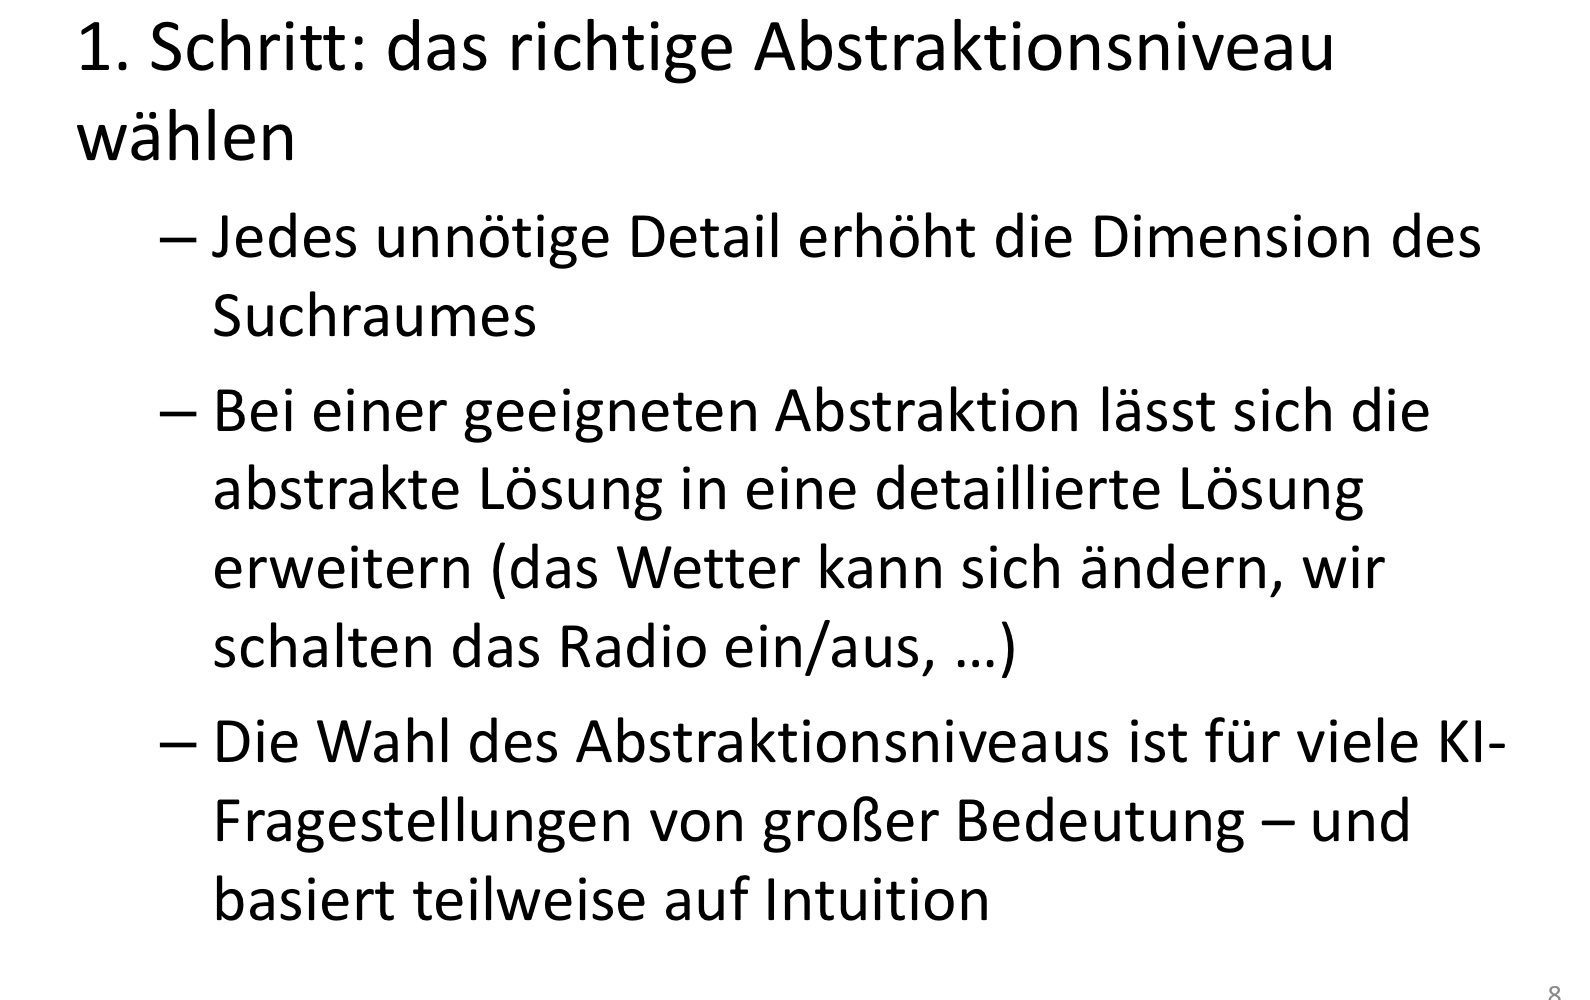 1. Schritt: das richtige Abstraktionsniveau
wählen
– Jedes unnötige Detail erhöht die Dimension des
Suchraumes
– Bei einer geeigneten Abstraktion lässt sich die
abstrakte Lösung in eine detaillierte Lösung
erweitern (das Wetter kann sich ändern, wir
schalten das Radio ein/aus, …)
– Die Wahl des Abstraktionsniveaus ist für viele KI-
Fragestellungen von großer Bedeutung – und
basiert teilweise auf Intuition
8